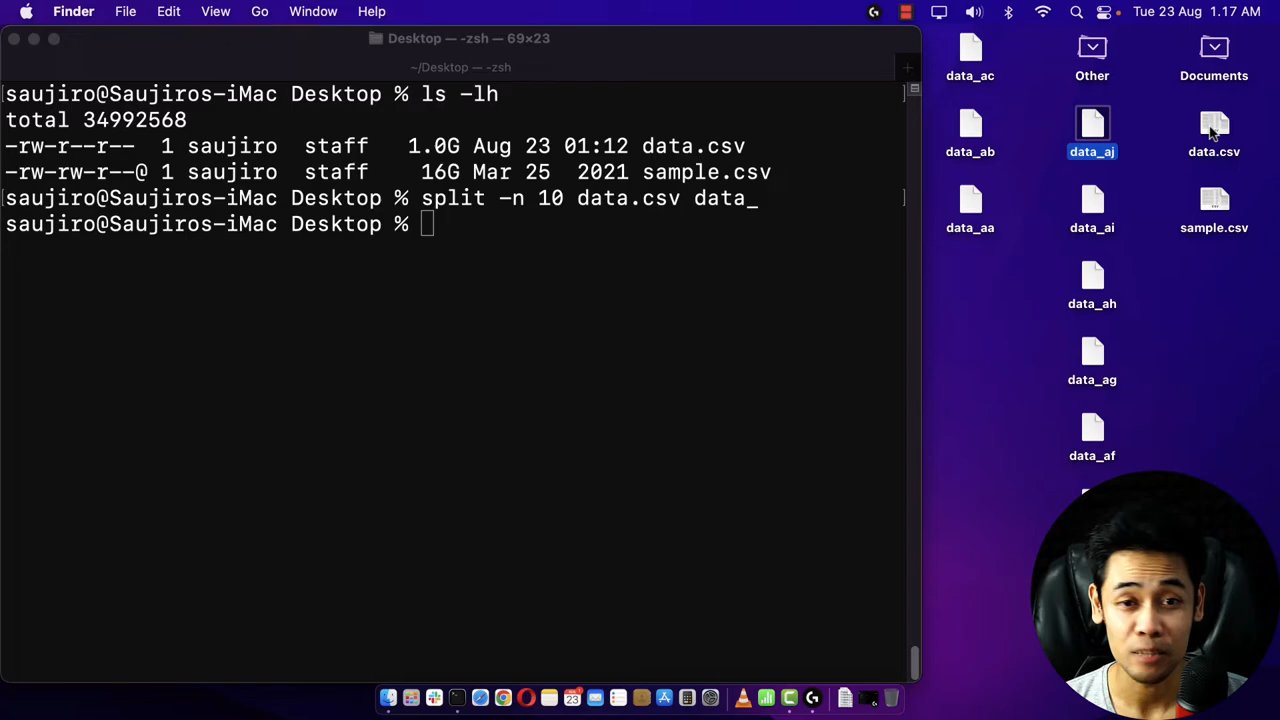 Finder File Edit View Go Window Help Tue 23 Aug 1.17 AM
Desktop — -zsh — 69×23
~/Desktop — -zsh
saujiro@Saujiros-iMac Desktop % ls -lh
total 34992568
-rw-r--r-- 1 saujiro staff 1.0G Aug 23 01:12 data.csv
-rw-rw-r--@ 1 saujiro staff 16G Mar 25 2021 sample.csv
saujiro@Saujiros-iMac Desktop % split -n 10 data.csv data_
saujiro@Saujiros-iMac Desktop %
data_ac Other Documents
data_ab data_aj data.csv
data_aa data_ai sample.csv
data_ah
data_ag
data_af